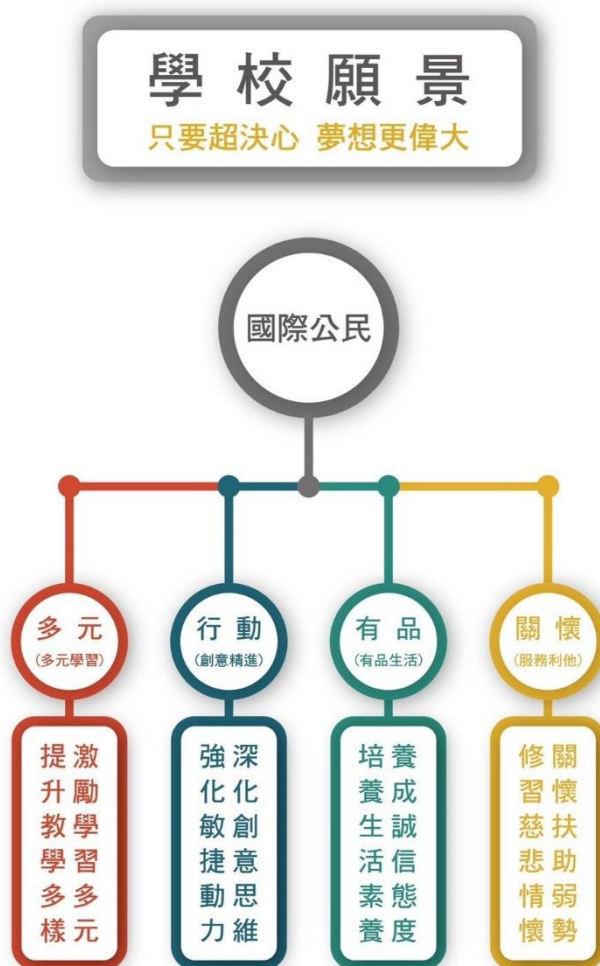 學校願景
只要超決心 夢想更偉大
國際公民
多元
(多元學習)
激勵學習多元
提升教學多樣
行動
(創意精進)
深化創意思維
強化敏捷動力
有品
(有品生活)
養成誠信態度
培養生活素養
關懷
(服務利他)
關懷扶助弱勢
修習慈悲情懷